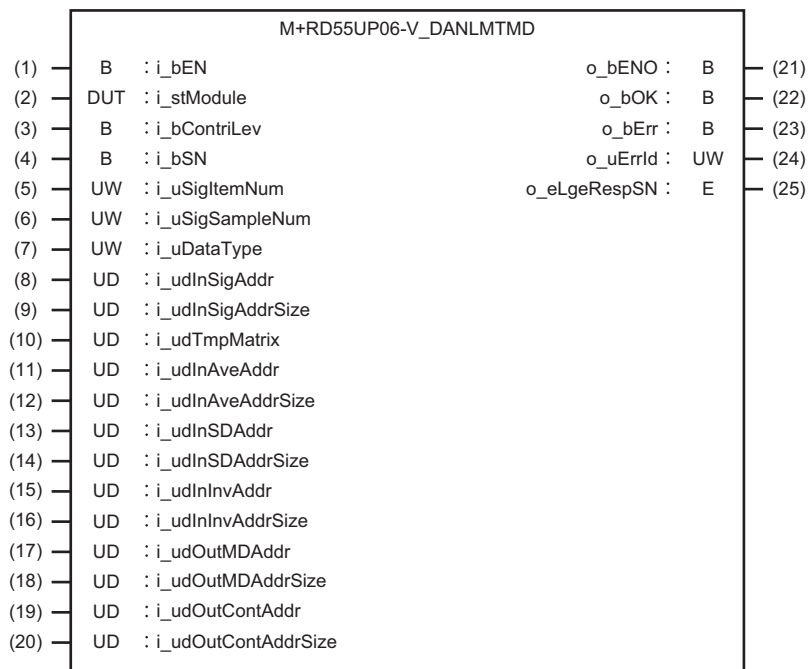 M+RD55UP06-V_DANLMTMD
(1) B : i_bEN o_bENO : B (21)
(2) DUT : i_stModule o_bOK : B (22)
(3) B : i_bContriLev o_bErr : B (23)
(4) B : i_bSN o_uErrId : UW (24)
(5) UW : i_uSigItemNum o_eLgeRespSN : E (25)
(6) UW : i_uSigSampleNum
(7) UW : i_uDataType
(8) UD : i_udInSigAddr
(9) UD : i_udInSigAddrSize
(10) UD : i_udTmpMatrix
(11) UD : i_udInAveAddr
(12) UD : i_udInAveAddrSize
(13) UD : i_udInSDAddr
(14) UD : i_udInSDAddrSize
(15) UD : i_udInInvAddr
(16) UD : i_udInInvAddrSize
(17) UD : i_udOutMDAddr
(18) UD : i_udOutMDAddrSize
(19) UD : i_udOutContAddr
(20) UD : i_udOutContAddrSize